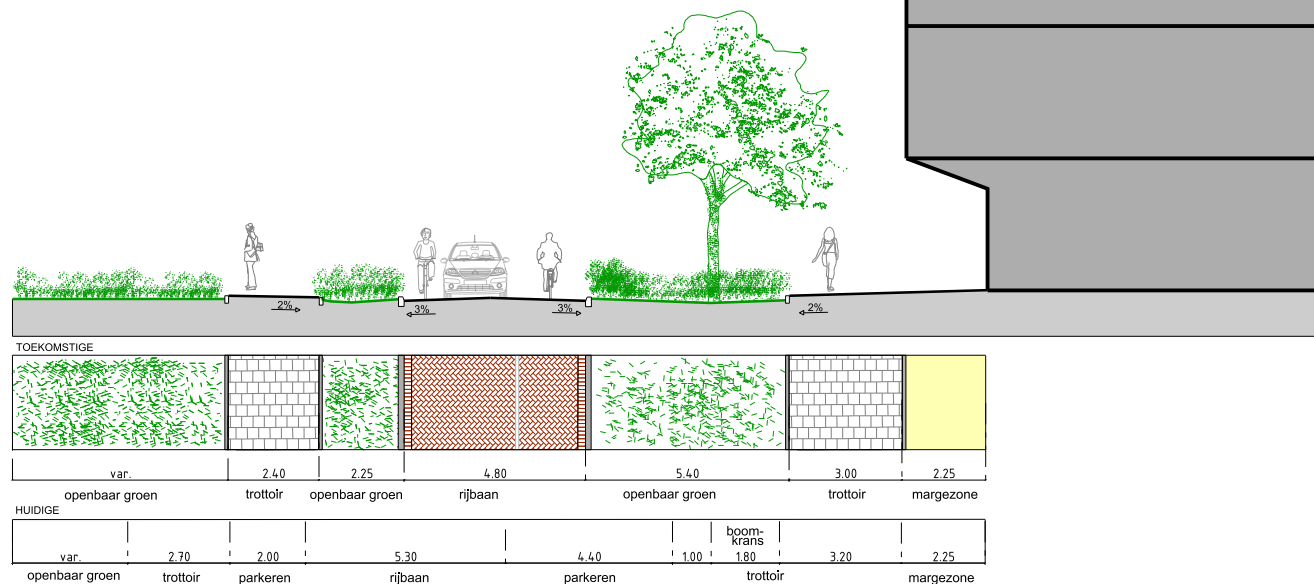 2%
3%
3%
2%
TOEKOMSTIGE
var. 2.40 2.25 4.80 5.40 3.00 2.25
openbaar groen trottoir openbaar groen rijbaan openbaar groen trottoir margezone
HUIDIGE
boom-
krans
var. 2.70 2.00 5.30 4.40 1.00 1.80 3.20 2.25
openbaar groen trottoir parkeren rijbaan parkeren trottoir margezone